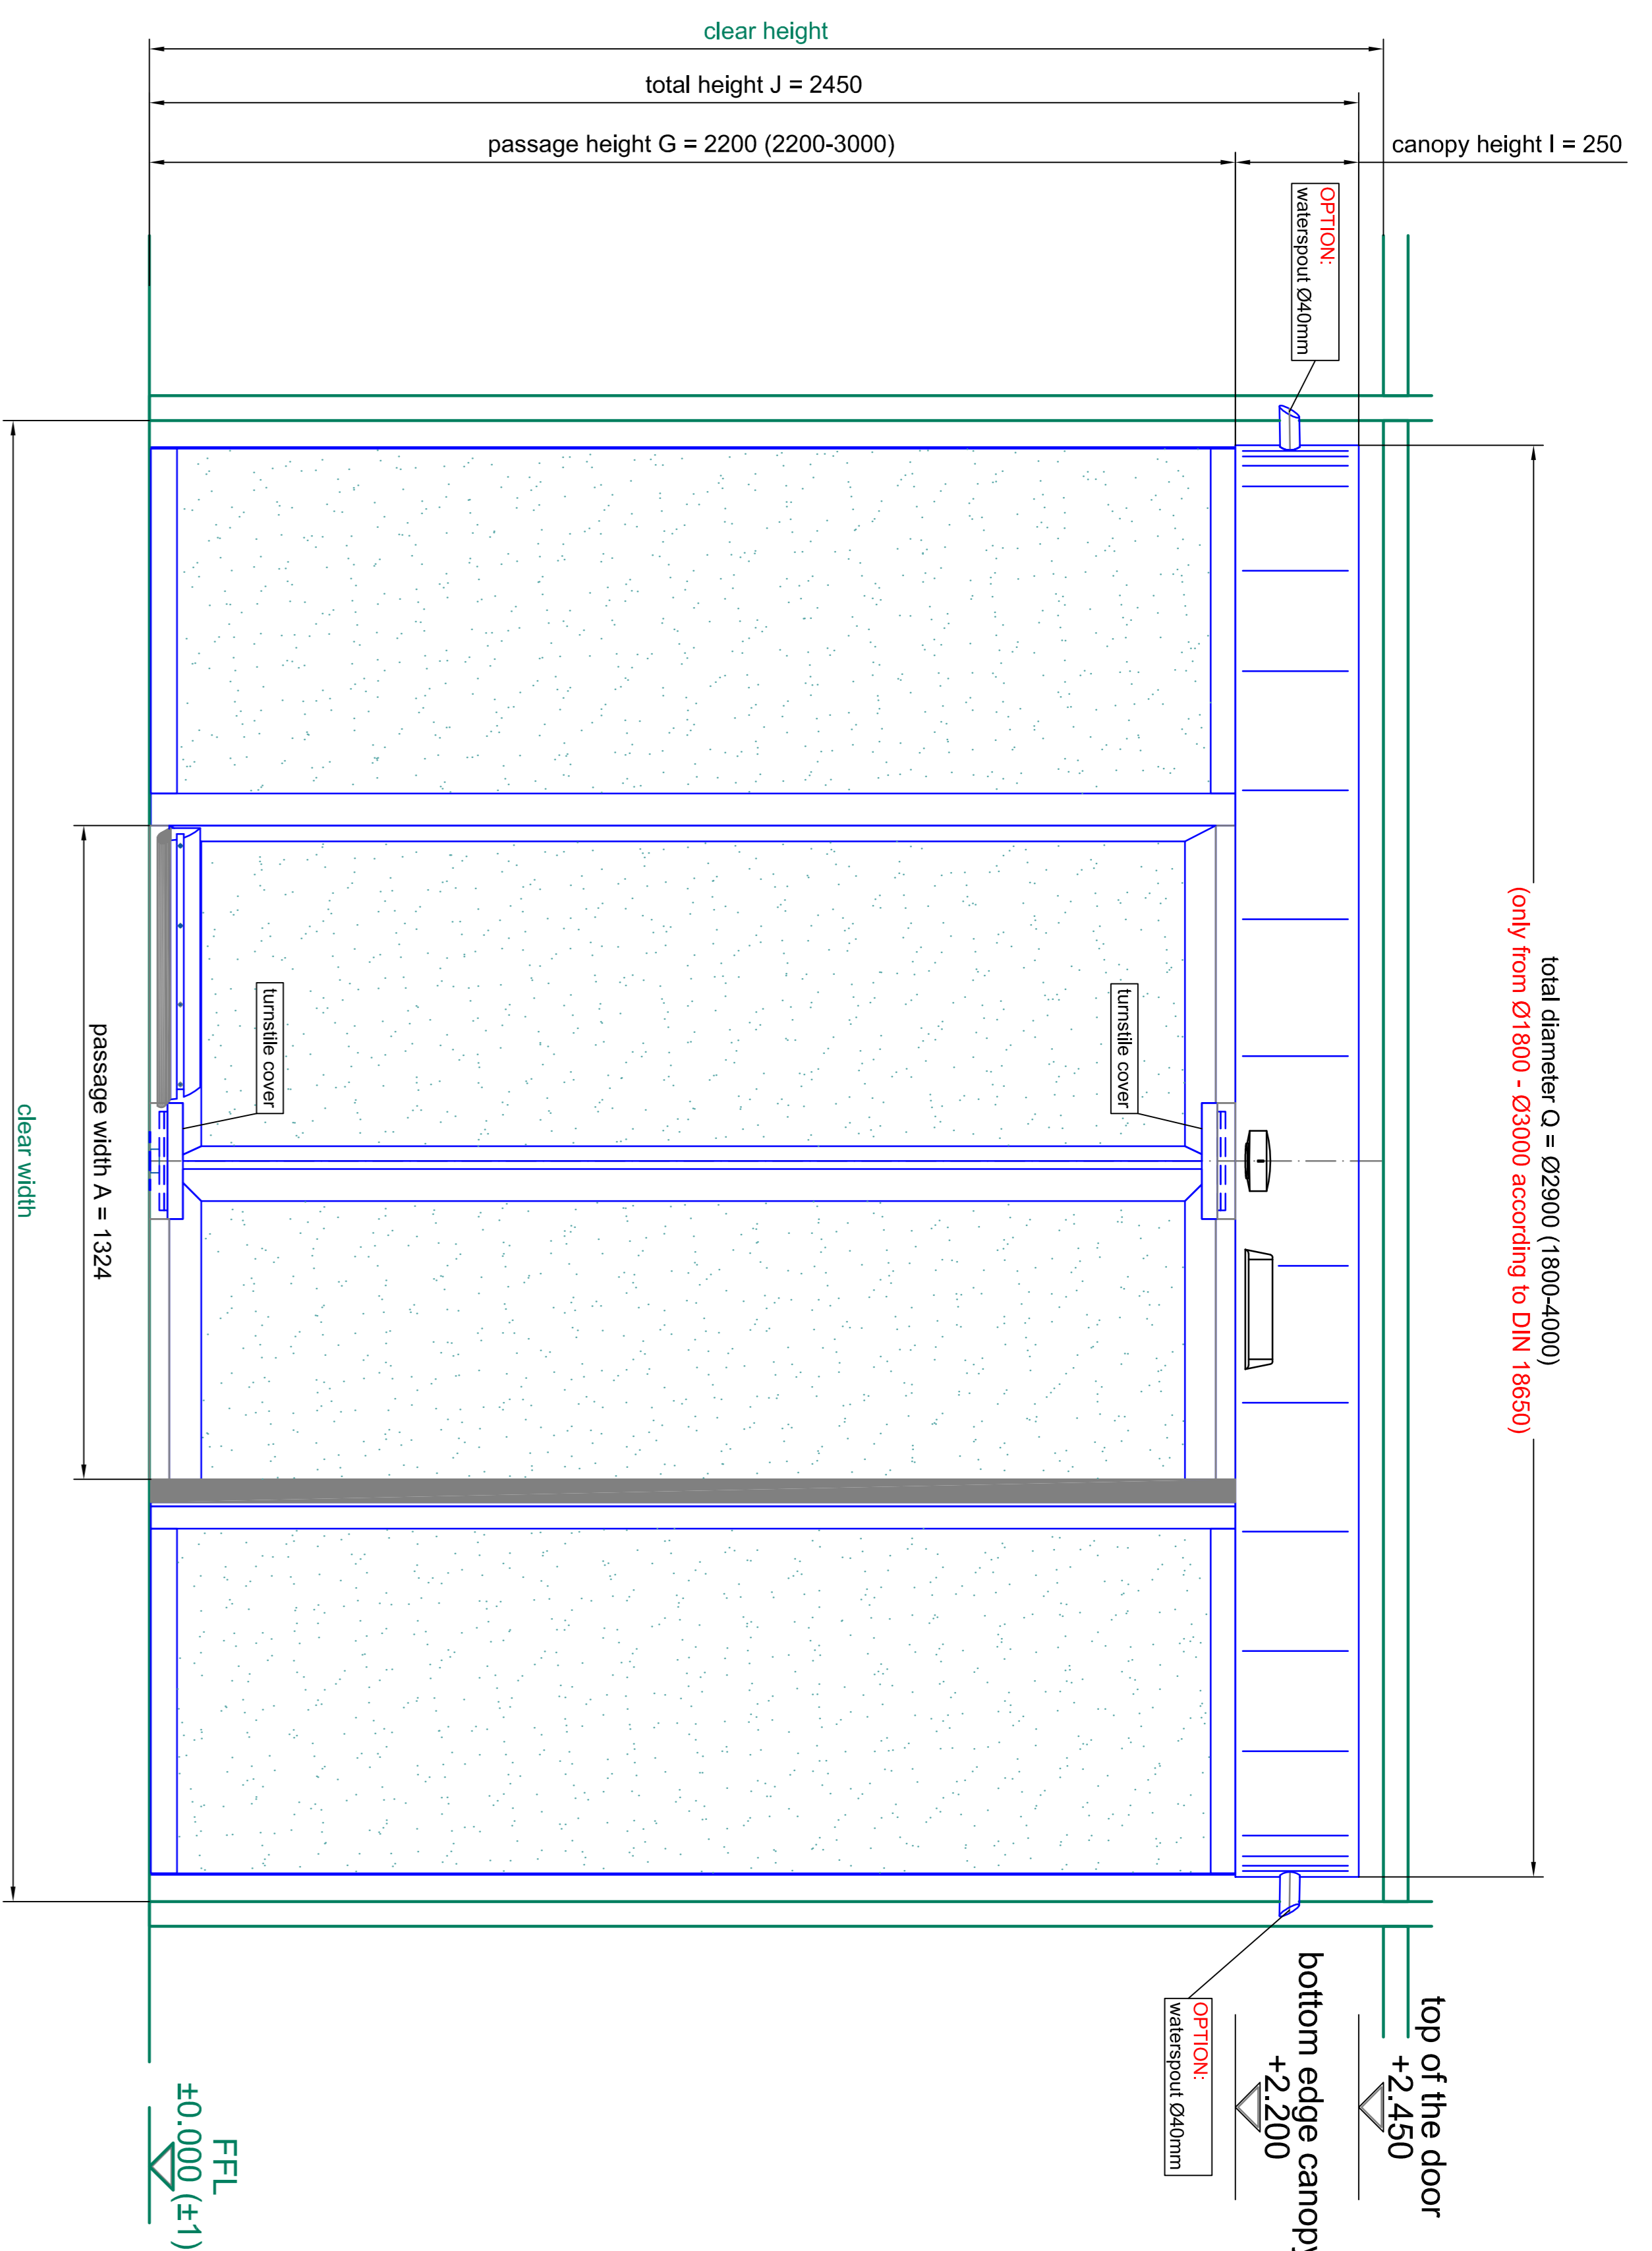 clear height
total height J = 2450
passage height G = 2200 (2200-3000)
canopy height I = 250
OPTION:
waterspout Ø40mm
total diameter Q = Ø2900 (1800-4000)
(only from Ø1800 - Ø3000 according to DIN 18650)
turnstile cover
turnstile cover
passage width A = 1324
clear width
top of the door
+2.450
bottom edge canopy
+2.200
OPTION:
waterspout Ø40mm
FFL
±0.000 (±1)